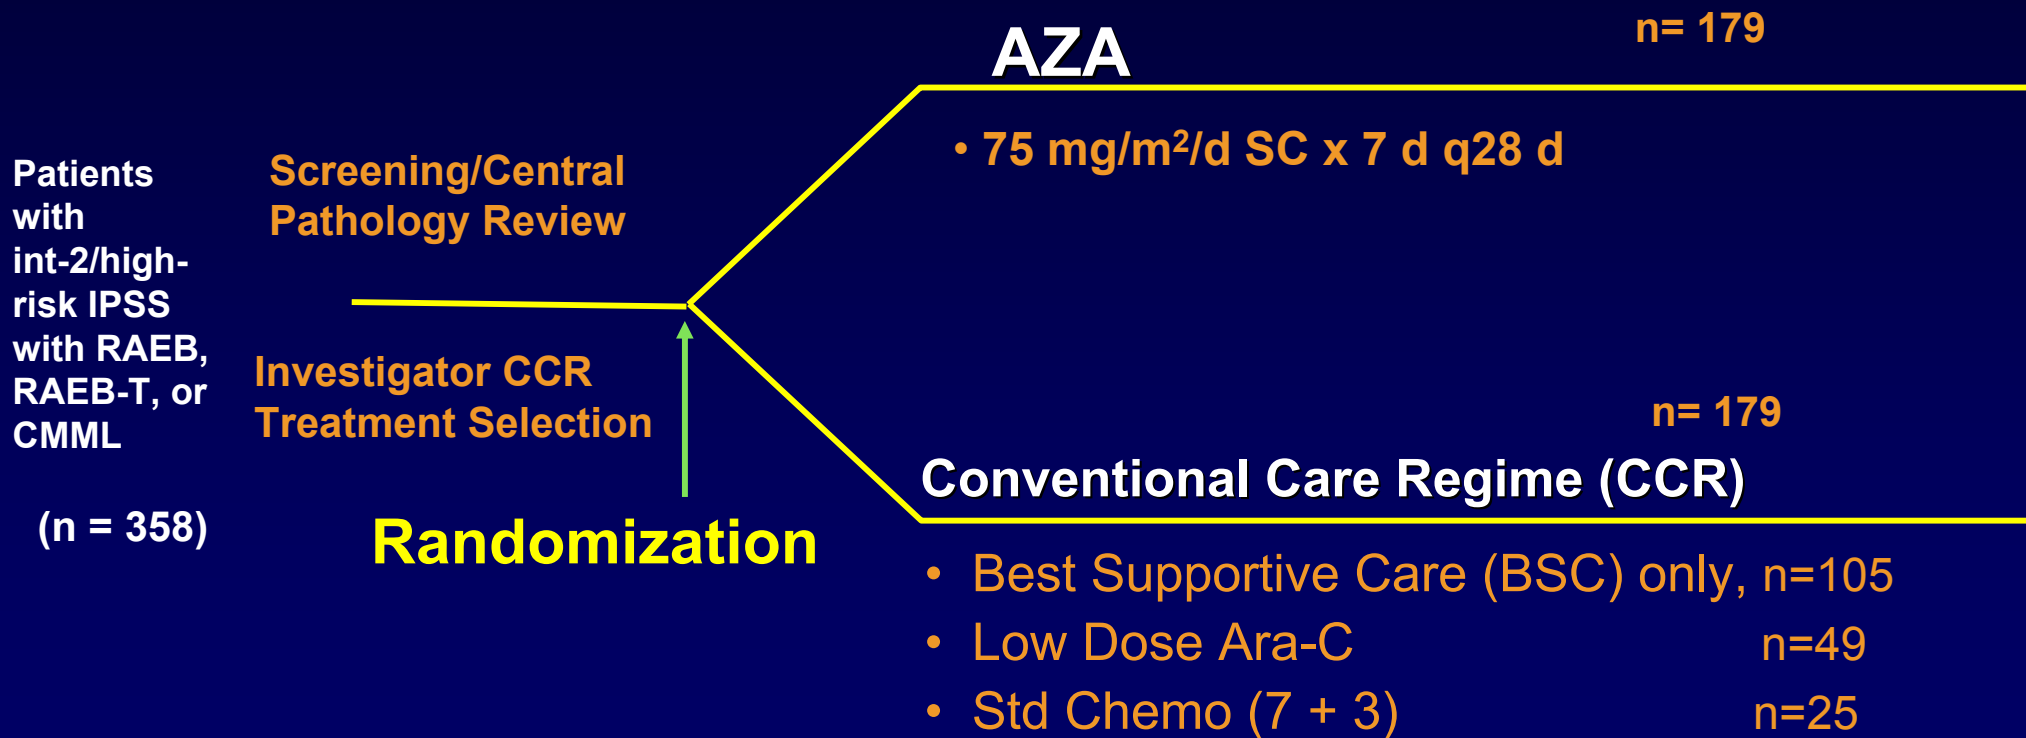 Patients
with
int-2/high-
risk IPSS
with RAEB,
RAEB-T, or
CMML
(n = 358)
Screening/Central
Pathology Review
Investigator CCR
Treatment Selection
Randomization
AZA
n= 179
• 75 mg/m²/d SC x 7 d q28 d
n= 179
Conventional Care Regime (CCR)
• Best Supportive Care (BSC) only, n=105
• Low Dose Ara-C n=49
• Std Chemo (7 + 3) n=25